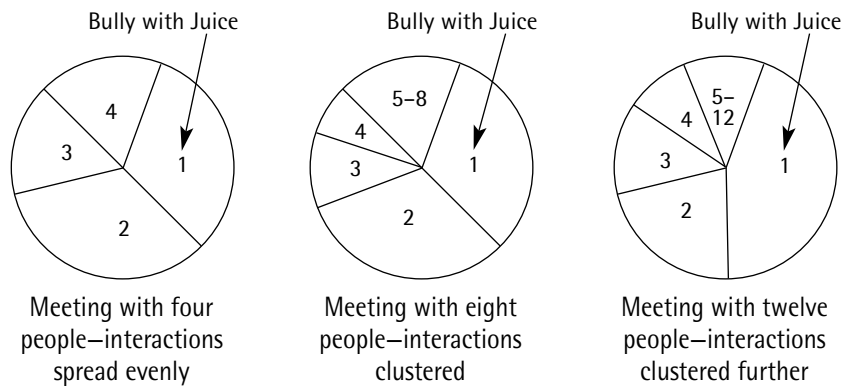 Bully with Juice
4
3
1
2
Meeting with four
people—interactions
spread evenly
Bully with Juice
5–8
4
3
1
2
Meeting with eight
people—interactions
clustered
Bully with Juice
5–
12
4
3
1
2
Meeting with twelve
people—interactions
clustered further